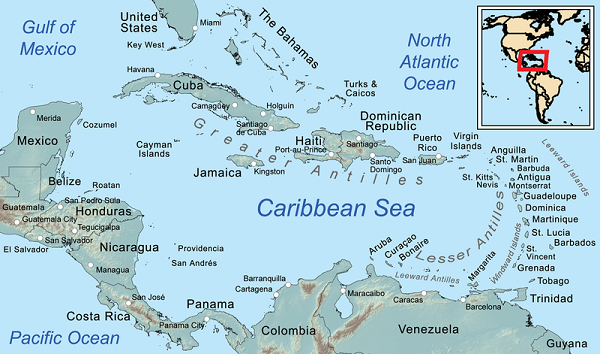 Gulf of
Mexico
United
States
Miami
Key West
The Bahamas
North
Atlantic
Ocean
Havana
Cuba
Camagüey
Holguin
Santiago
de Cuba
Turks &
Caicos
Merida
Cozumel
Mexico
Cayman
Islands
Greater Antilles
Jamaica
Kingston
Haiti
Port-au-Prince
Dominican
Republic
Santiago
Santo
Domingo
Puerto
Rico
San Juan
Virgin
Islands
Anguilla
St. Martin
Barbuda
St. Kitts
Nevis
Antigua
Montserrat
Leeward Islands
Guadeloupe
Dominica
Martinique
St. Lucia
Barbados
St.
Vincent
Grenada
Tobago
Trinidad
Windward Islands
Lesser Antilles
Caribbean Sea
Belize
Roatan
San Pedro Sula
Guatemala
Guatemala City
Honduras
Tegucigalpa
El Salvador
San Salvador
Nicaragua
Managua
Providencia
San Andrés
Aruba
Curaçao
Bonaire
Leeward Antilles
Margarita
San José
Costa Rica
Panama
Panama City
Barranquilla
Cartagena
Maracaibo
Caracas
Barcelona
Colombia
Venezuela
Guyana
Pacific Ocean